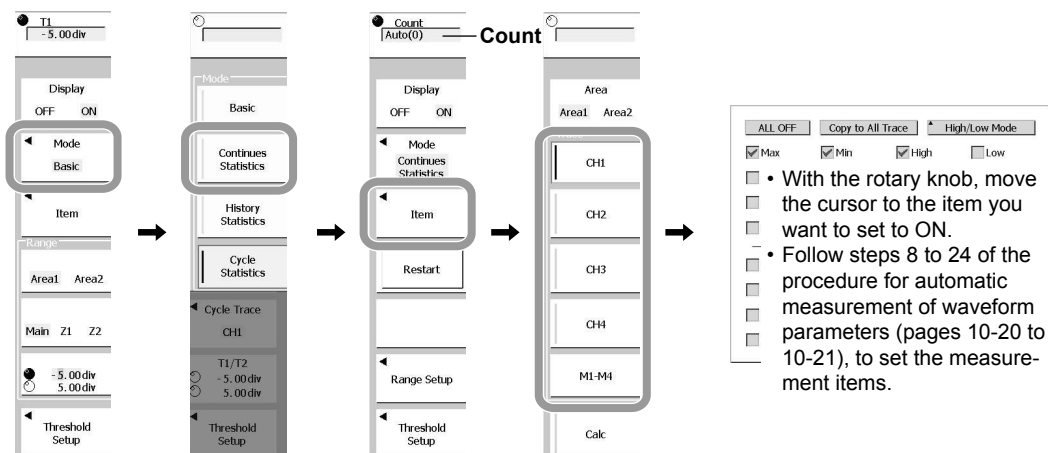 T1
-5.00div
Display
OFF ON
Mode
Basic
Item
Range
Area1 Area2
Main Z1 Z2
-5.00div
5.00div
Threshold
Setup
Mode
Basic
Continues
Statistics
History
Statistics
Cycle
Statistics
Cycle Trace
CH1
T1/T2
-5.00div
5.00div
Threshold
Setup
Count
Auto(0)
Count
Display
OFF ON
Mode
Continues
Statistics
Item
Restart
Range Setup
Threshold
Setup
Area
Area1 Area2
CH1
CH2
CH3
CH4
M1-M4
Calc
ALL OFF Copy to All Trace High/Low Mode
Max Min High Low
• With the rotary knob, move
the cursor to the item you
want to set to ON.
• Follow steps 8 to 24 of the
procedure for automatic
measurement of waveform
parameters (pages 10-20 to
10-21), to set the measure-
ment items.